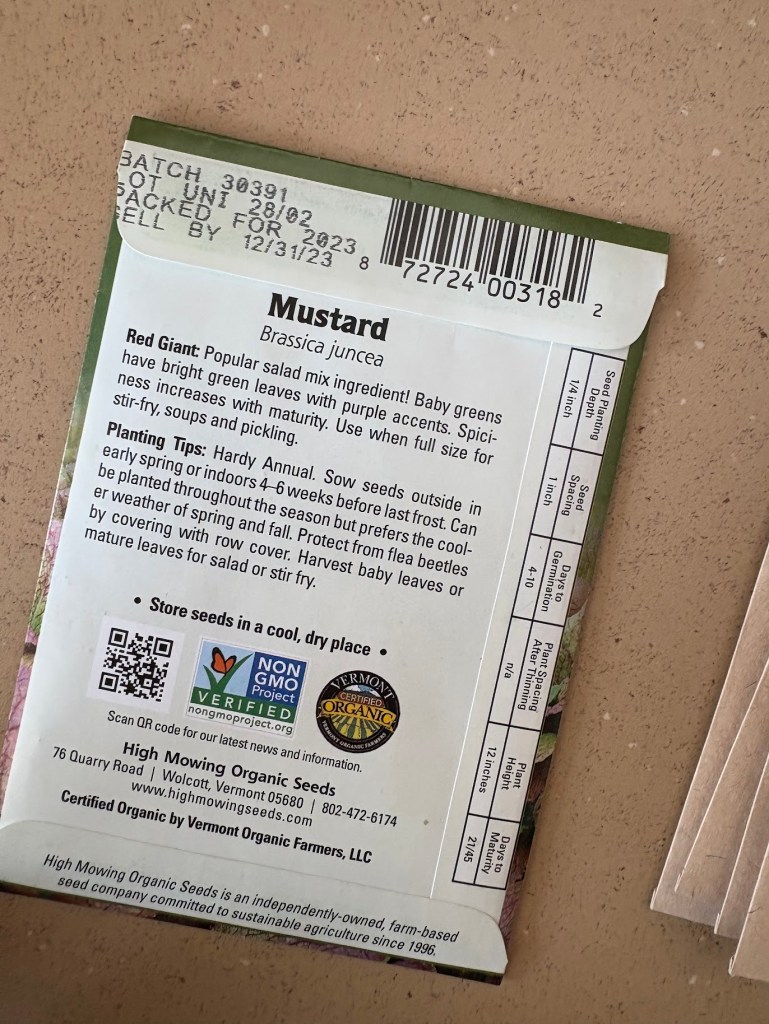 BATCH 30391
LOT UNI 28/02
PACKED FOR 2023
SELL BY 12/31/23
8 72724 00318 2
Mustard
Brassica juncea
Red Giant: Popular salad mix ingredient! Baby greens
have bright green leaves with purple accents. Spici-
ness increases with maturity. Use when full size for
stir-fry, soups and pickling.
Planting Tips: Hardy Annual. Sow seeds outside in
early spring or indoors 4–6 weeks before last frost. Can
be planted throughout the season but prefers the cool-
er weather of spring and fall. Protect from flea beetles
by covering with row cover. Harvest baby leaves or
mature leaves for salad or stir fry.
• Store seeds in a cool, dry place •
NON
GMO
Project
VERIFIED
nongmoproject.org
VERMONT
CERTIFIED
ORGANIC
VERMONT ORGANIC FARMERS
Scan QR code for our latest news and information.
High Mowing Organic Seeds
76 Quarry Road | Wolcott, Vermont 05680 | 802-472-6174
www.highmowingseeds.com
Certified Organic by Vermont Organic Farmers, LLC
High Mowing Organic Seeds is an independently-owned, farm-based
seed company committed to sustainable agriculture since 1996.
Seed Planting
Depth
1/4 inch
Seed
Spacing
1 inch
Days to
Germination
4-10
Plant Spacing
After Thinning
n/a
Plant
Height
12 inches
Days to
Maturity
21/45